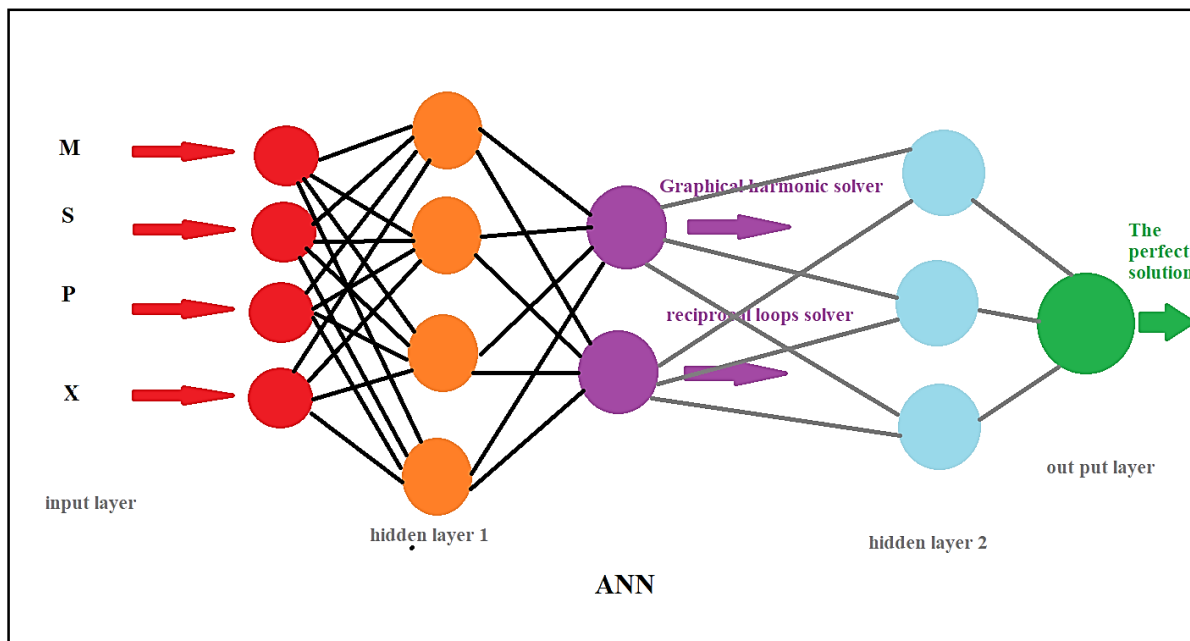 M
S
P
X
Graphical harmonic solver
reciprocal loops solver
The
perfect
solution
input layer
hidden layer 1
hidden layer 2
out put layer
ANN